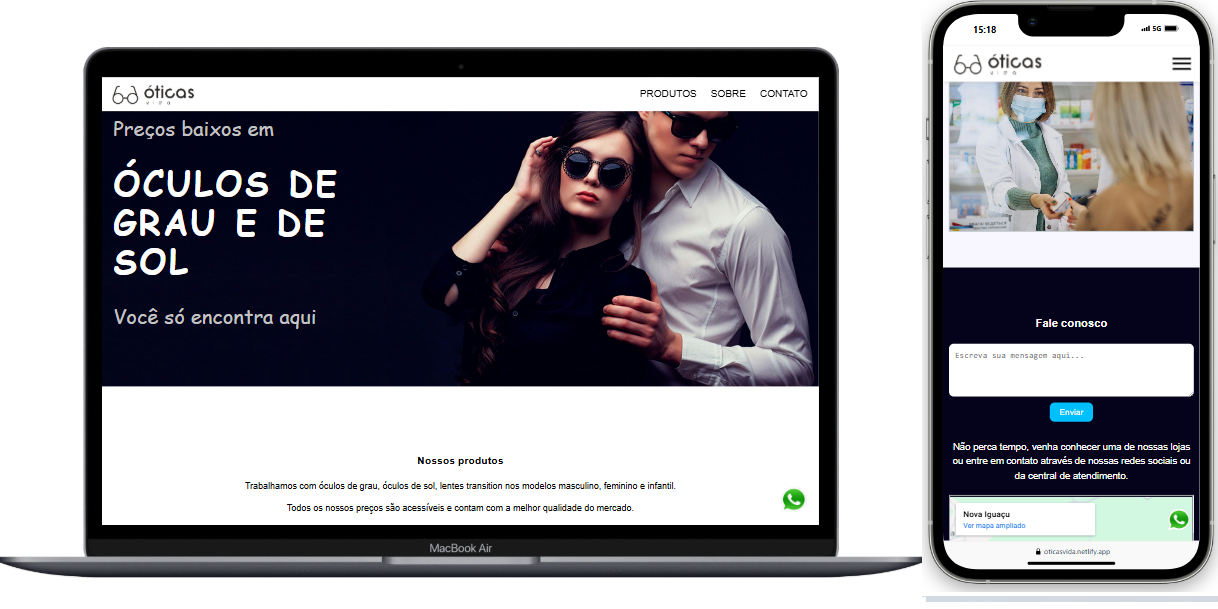 óticas
vida
PRODUTOS SOBRE CONTATO
Preços baixos em
ÓCULOS DE
GRAU E DE
SOL
Você só encontra aqui
Nossos produtos
Trabalhamos com óculos de grau, óculos de sol, lentes transition nos modelos masculino, feminino e infantil.
Todos os nossos preços são acessíveis e contam com a melhor qualidade do mercado.
MacBook Air
15:18
5G
óticas
vida
Fale conosco
Escreva sua mensagem aqui...
Enviar
Não perca tempo, venha conhecer uma de nossas lojas
ou entre em contato através de nossas redes sociais ou
da central de atendimento.
Nova Iguaçu
Ver mapa ampliado
oticasvida.netlify.app